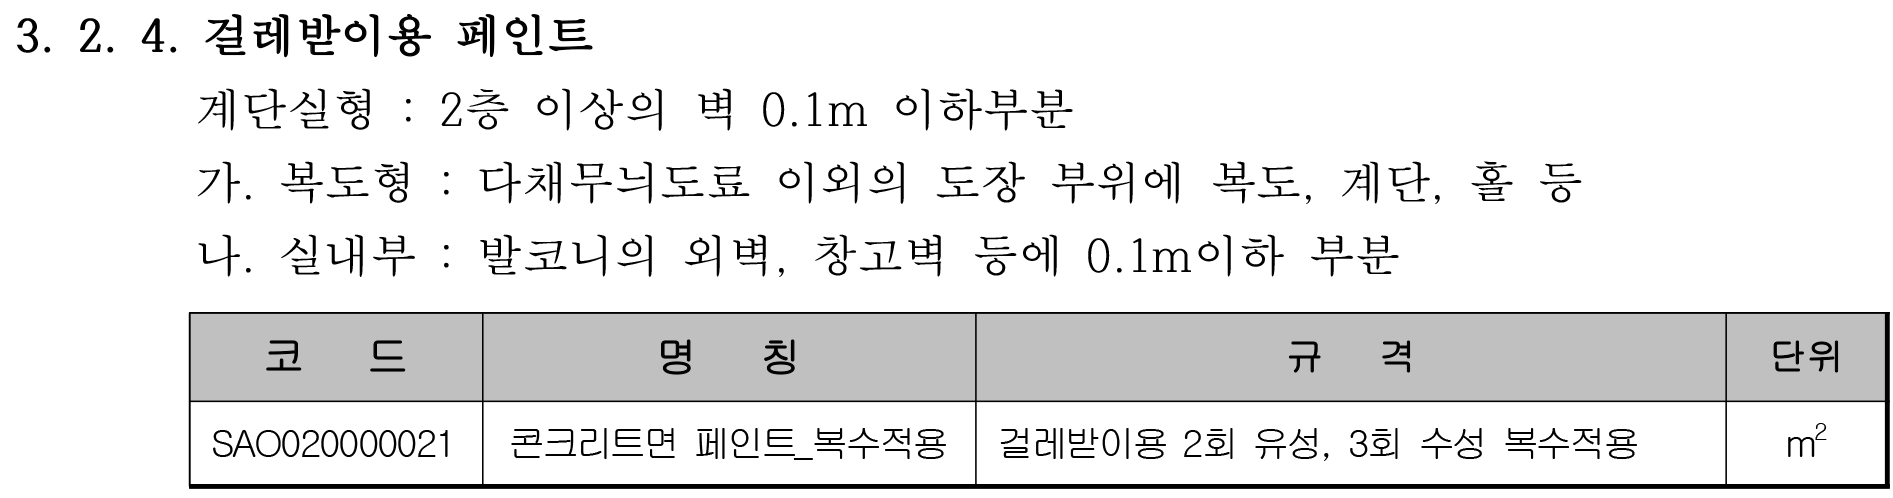 3. 2. 4. 걸레받이용 페인트
계단실형 : 2층 이상의 벽 0.1m 이하부분
가. 복도형 : 다채무늬도료 이외의 도장 부위에 복도, 계단, 홀 등
나. 실내부 : 발코니의 외벽, 창고벽 등에 0.1m이하 부분
코 드 명 칭 규 격 단위
SAO020000021 콘크리트면 페인트_복수적용 걸레받이용 2회 유성, 3회 수성 복수적용 m²